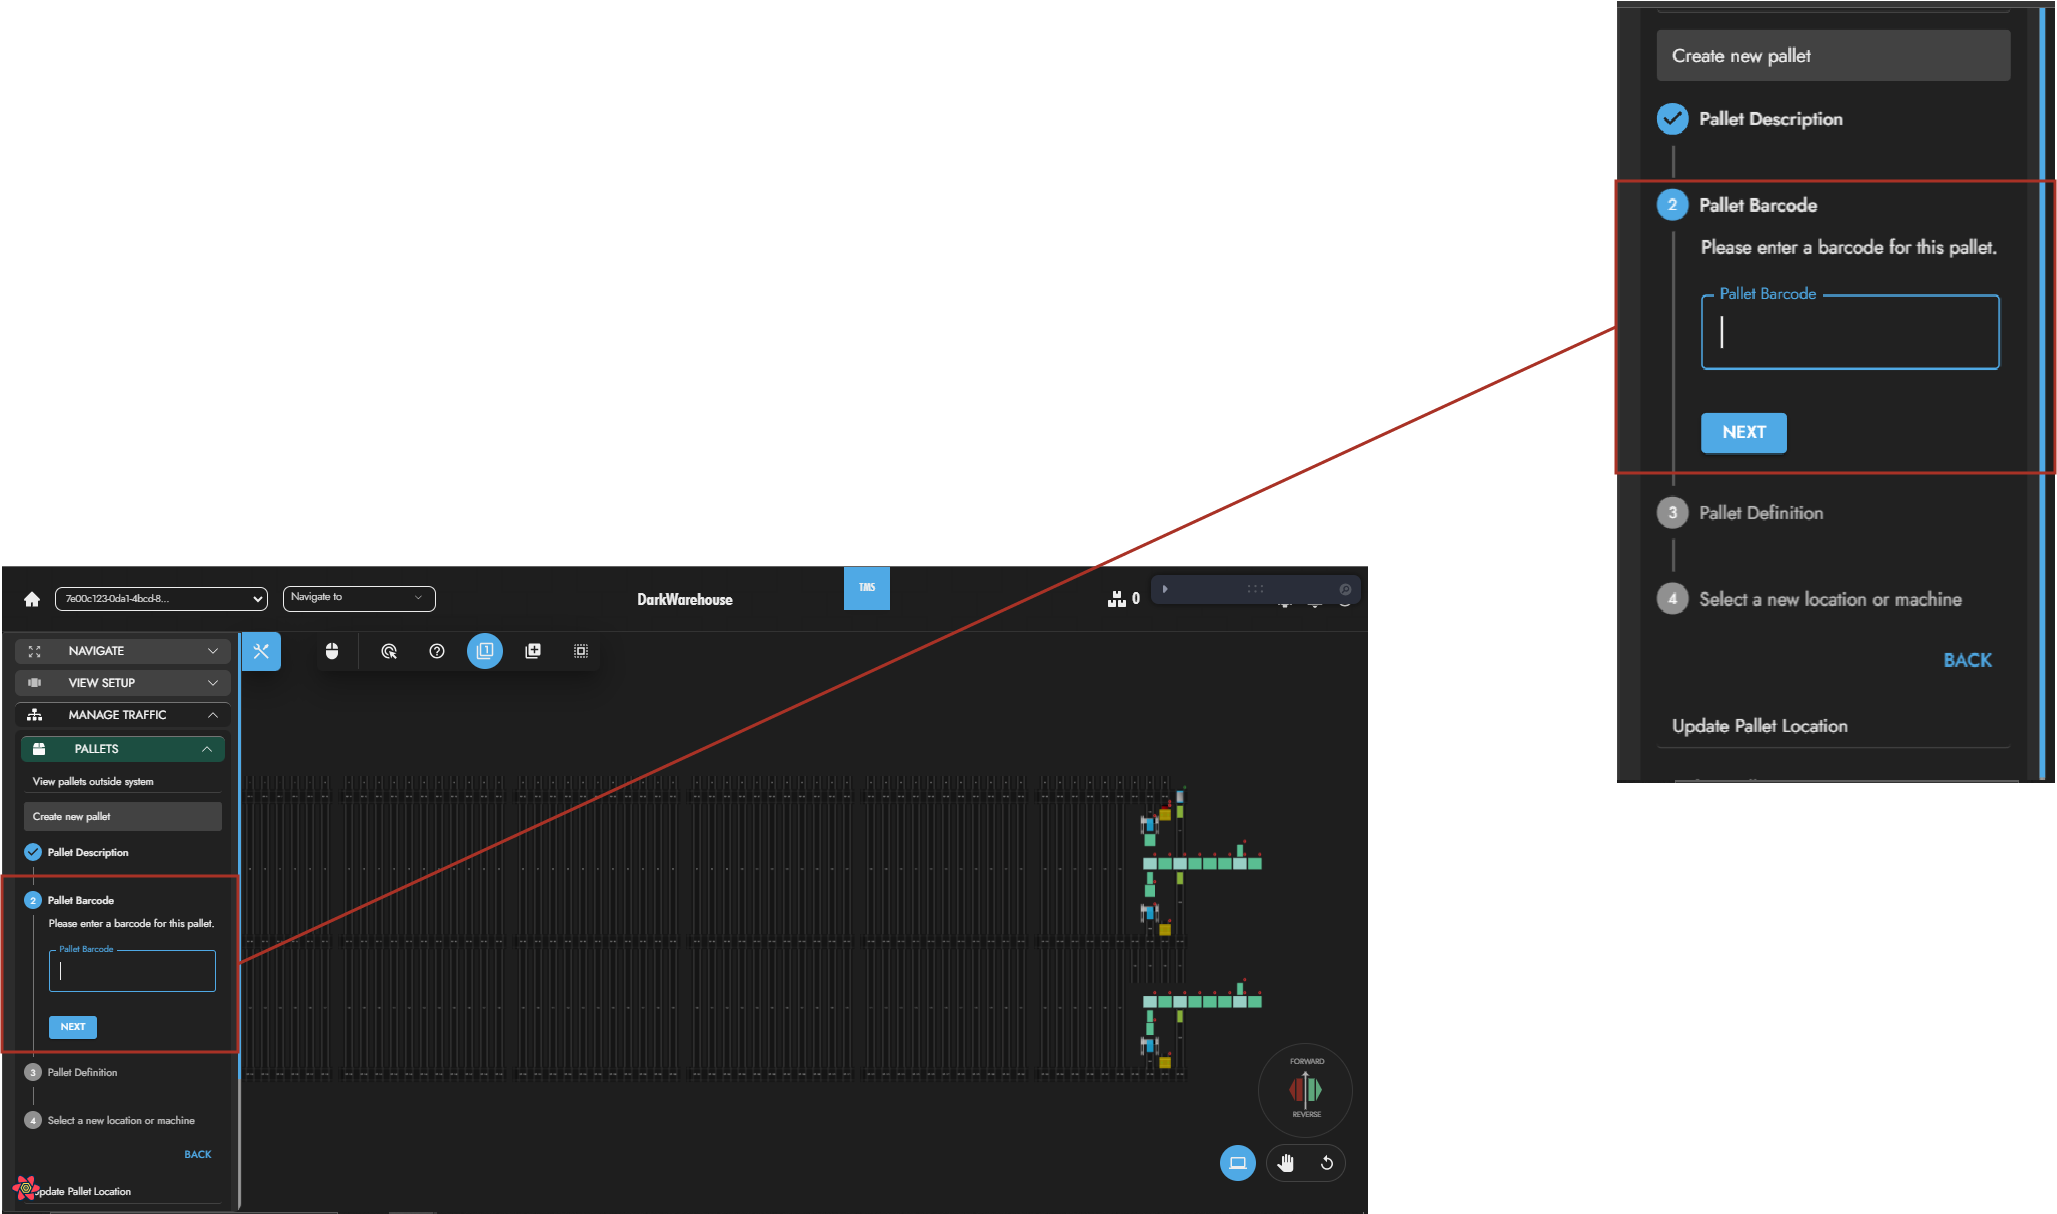 Create new pallet
Pallet Description
2 Pallet Barcode
Please enter a barcode for this pallet.
Pallet Barcode
NEXT
3 Pallet Definition
4 Select a new location or machine
BACK
Update Pallet Location
7e00c123-0da1-4bcd-8...
Navigate to
DarkWarehouse
TMS
0
NAVIGATE
VIEW SETUP
MANAGE TRAFFIC
PALLETS
View pallets outside system
Create new pallet
Pallet Description
2 Pallet Barcode
Please enter a barcode for this pallet.
Pallet Barcode
NEXT
3 Pallet Definition
4 Select a new location or machine
BACK
pdate Pallet Location
1
FORWARD
REVERSE